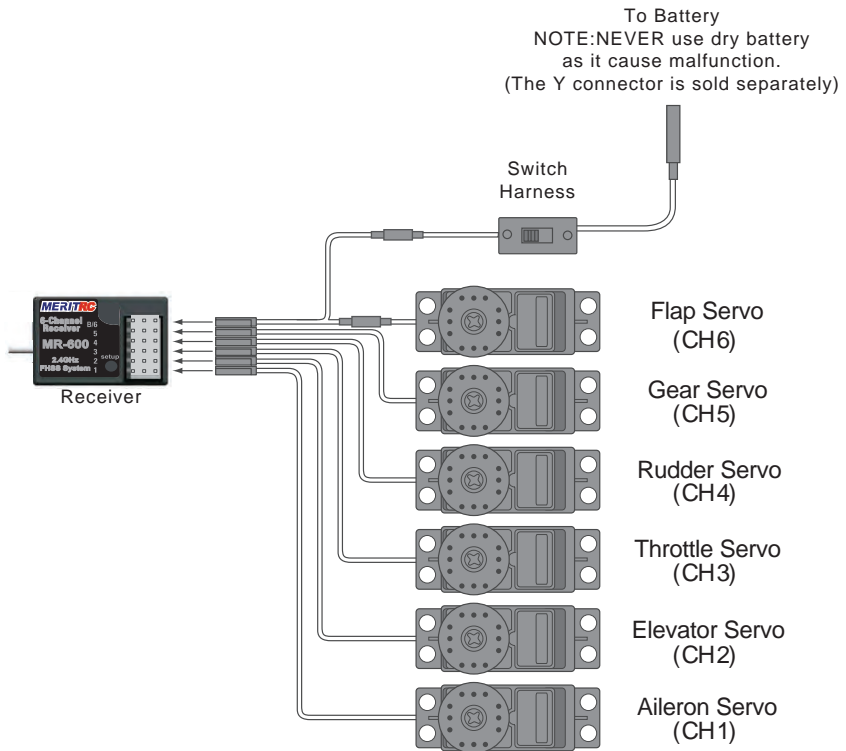 To Battery
NOTE:NEVER use dry battery
as it cause malfunction.
(The Y connector is sold separately)
Switch
Harness
MERITRC
6-Channel
Receiver
MR-600
2.4GHz
FHSS System
B/6
5
4
3
2
1
setup
Receiver
Flap Servo
(CH6)
Gear Servo
(CH5)
Rudder Servo
(CH4)
Throttle Servo
(CH3)
Elevator Servo
(CH2)
Aileron Servo
(CH1)